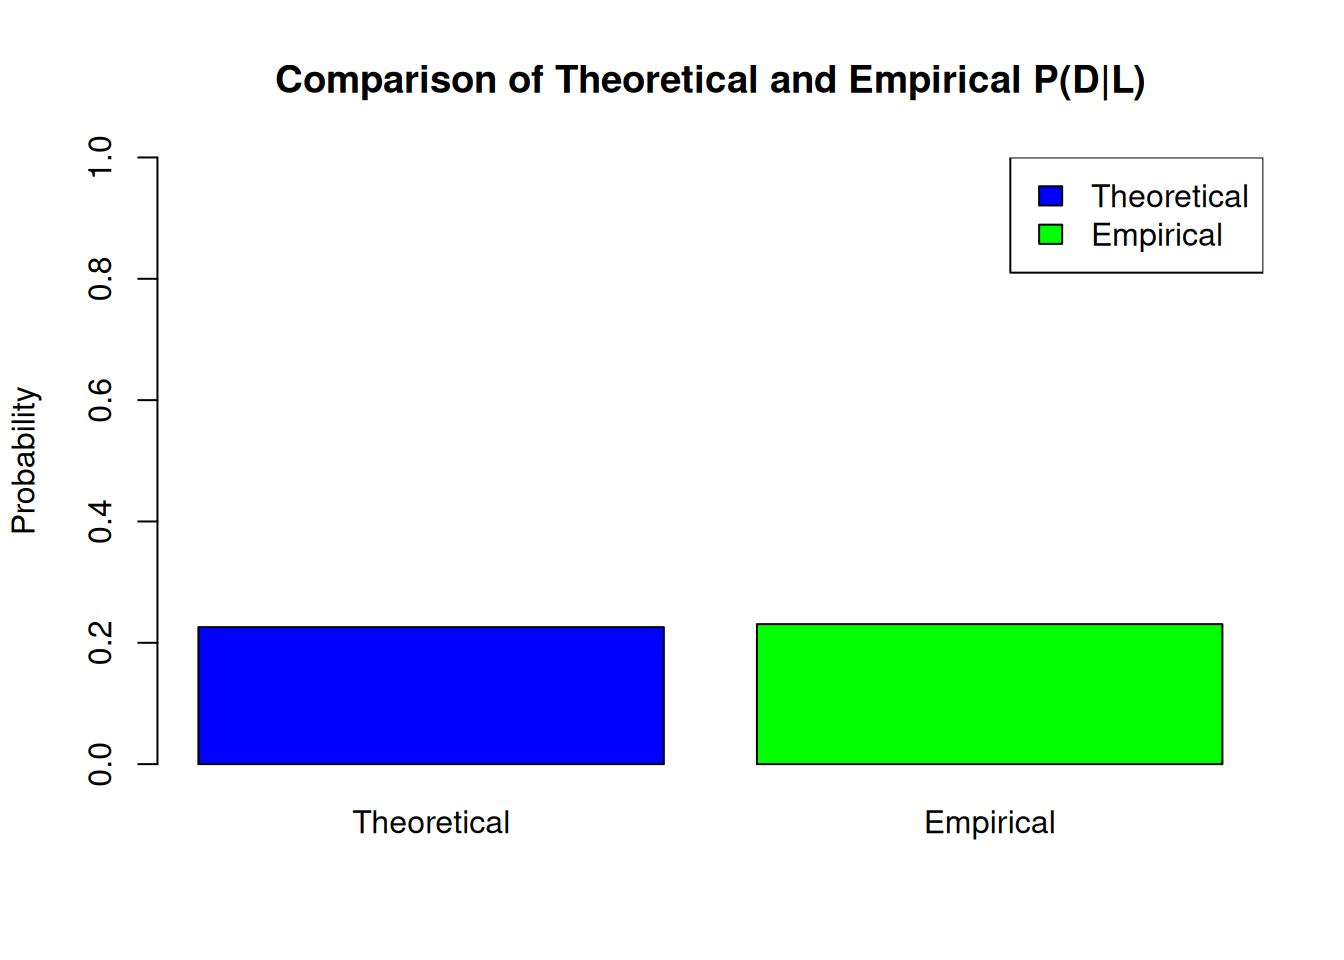 Comparison of Theoretical and Empirical P(D|L)
Probability
1.0
0.8
0.6
0.4
0.2
0.0
Theoretical
Empirical
Theoretical
Empirical